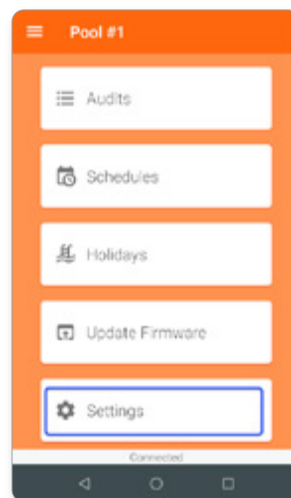 Pool #1
Audits
Schedules
Holidays
Update Firmware
Settings
Connected